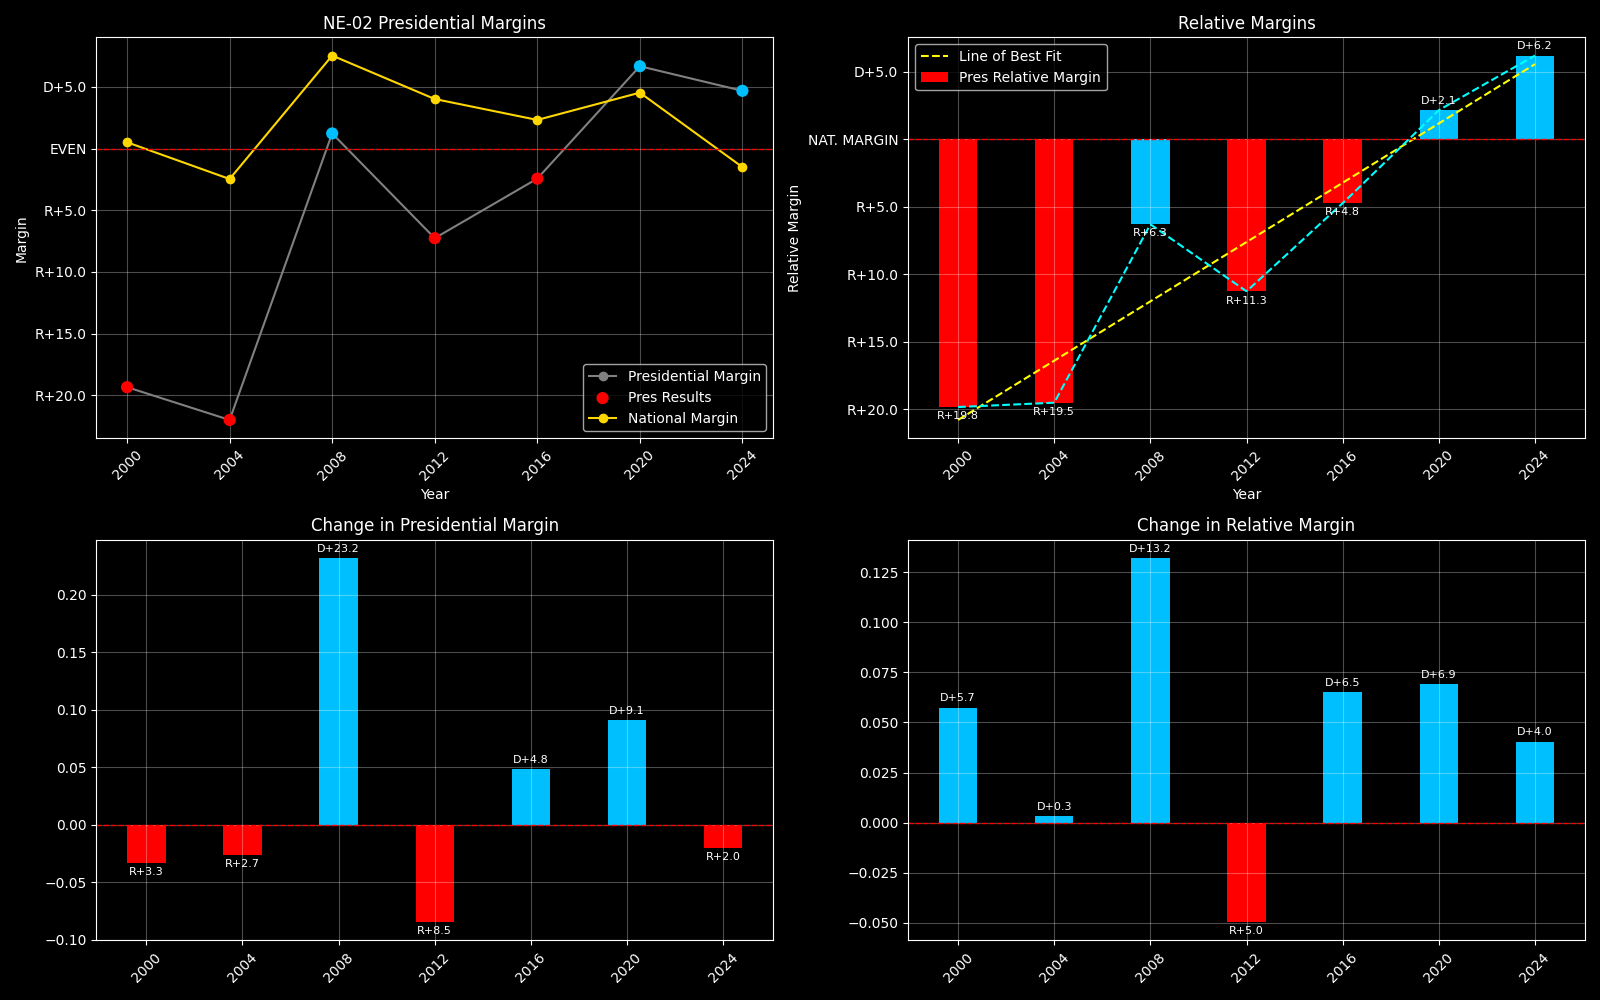 NE-02 Presidential Margins
D+5.0
EVEN
R+5.0
R+10.0
R+15.0
R+20.0
Margin
Presidential Margin
Pres Results
National Margin
2000
2004
2008
2012
2016
2020
2024
Year
Relative Margins
Line of Best Fit
Pres Relative Margin
D+5.0
NAT. MARGIN
R+5.0
R+10.0
R+15.0
R+20.0
Relative Margin
R+19.8
R+19.5
R+6.3
R+11.3
R+4.8
D+2.1
D+6.2
2000
2004
2008
2012
2016
2020
2024
Year
Change in Presidential Margin
0.20
0.15
0.10
0.05
0.00
−0.05
−0.10
R+3.3
R+2.7
D+23.2
R+8.5
D+4.8
D+9.1
R+2.0
2000
2004
2008
2012
2016
2020
2024
Change in Relative Margin
0.125
0.100
0.075
0.050
0.025
0.000
−0.025
−0.050
D+5.7
D+0.3
D+13.2
R+5.0
D+6.5
D+6.9
D+4.0
2000
2004
2008
2012
2016
2020
2024